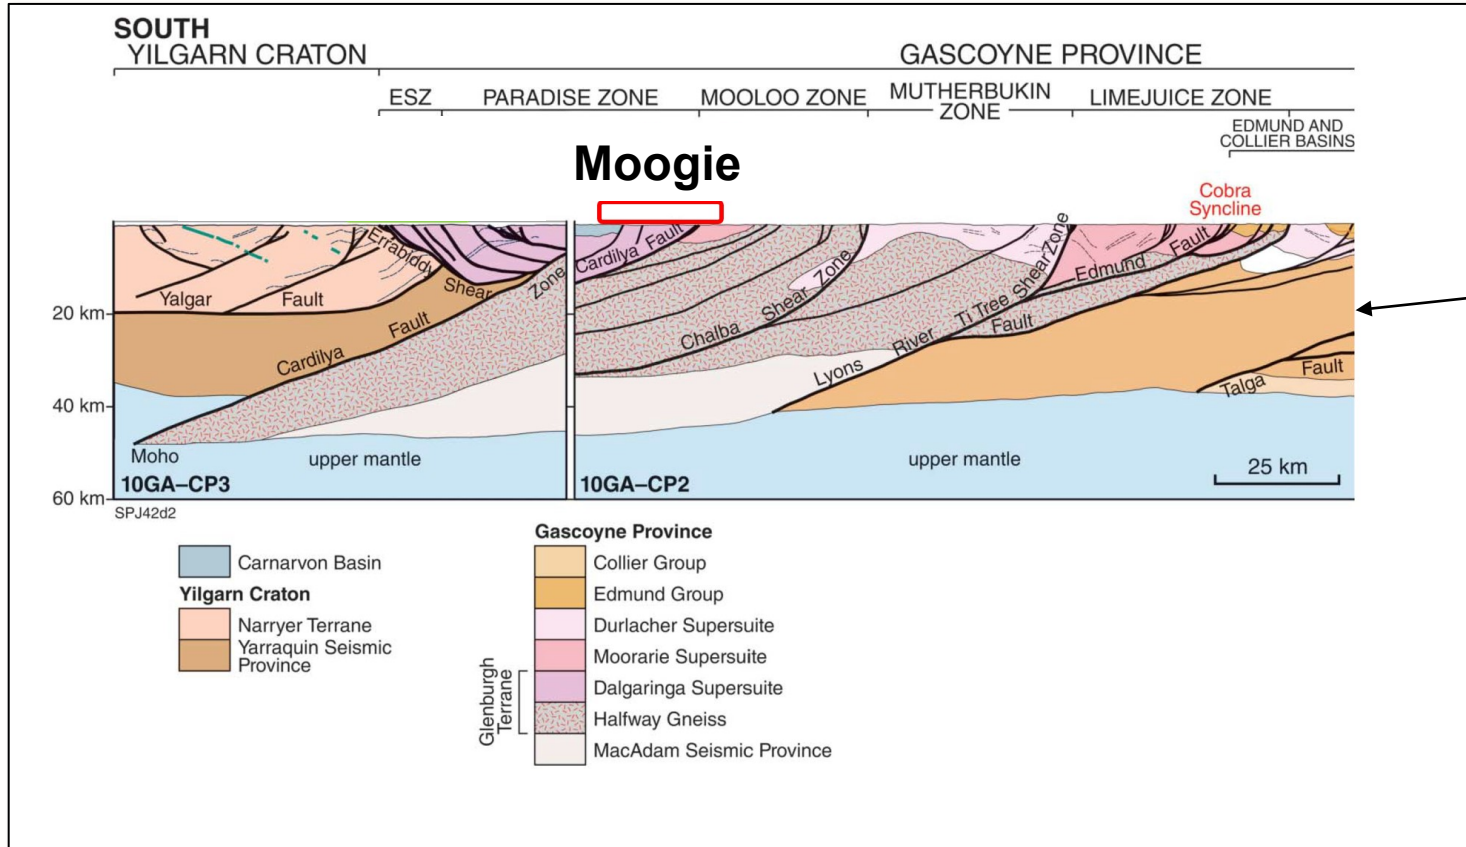 SOUTH
YILGARN CRATON
GASCOYNE PROVINCE
ESZ
PARADISE ZONE
MOOLOO ZONE
MUTHERBUKIN
ZONE
LIMEJUICE ZONE
EDMUND AND
COLLIER BASINS
Moogie
Cobra
Syncline
Errabiddy
Shear
Zone
Yalgar
Fault
Cardilya
Fault
Cardilya Fault
Chalba
Shear
Zone
Lyons
River
Fault
Ti Tree
Shear Zone
Edmund
Fault
Talga
Fault
20 km
40 km
60 km
Moho
upper mantle
upper mantle
25 km
10GA–CP3
10GA–CP2
SPJ42d2
Carnarvon Basin
Yilgarn Craton
Narryer Terrane
Yarraquin Seismic
Province
Gascoyne Province
Collier Group
Edmund Group
Durlacher Supersuite
Moorarie Supersuite
Dalgaringa Supersuite
Halfway Gneiss
MacAdam Seismic Province
Glenburgh
Terrane